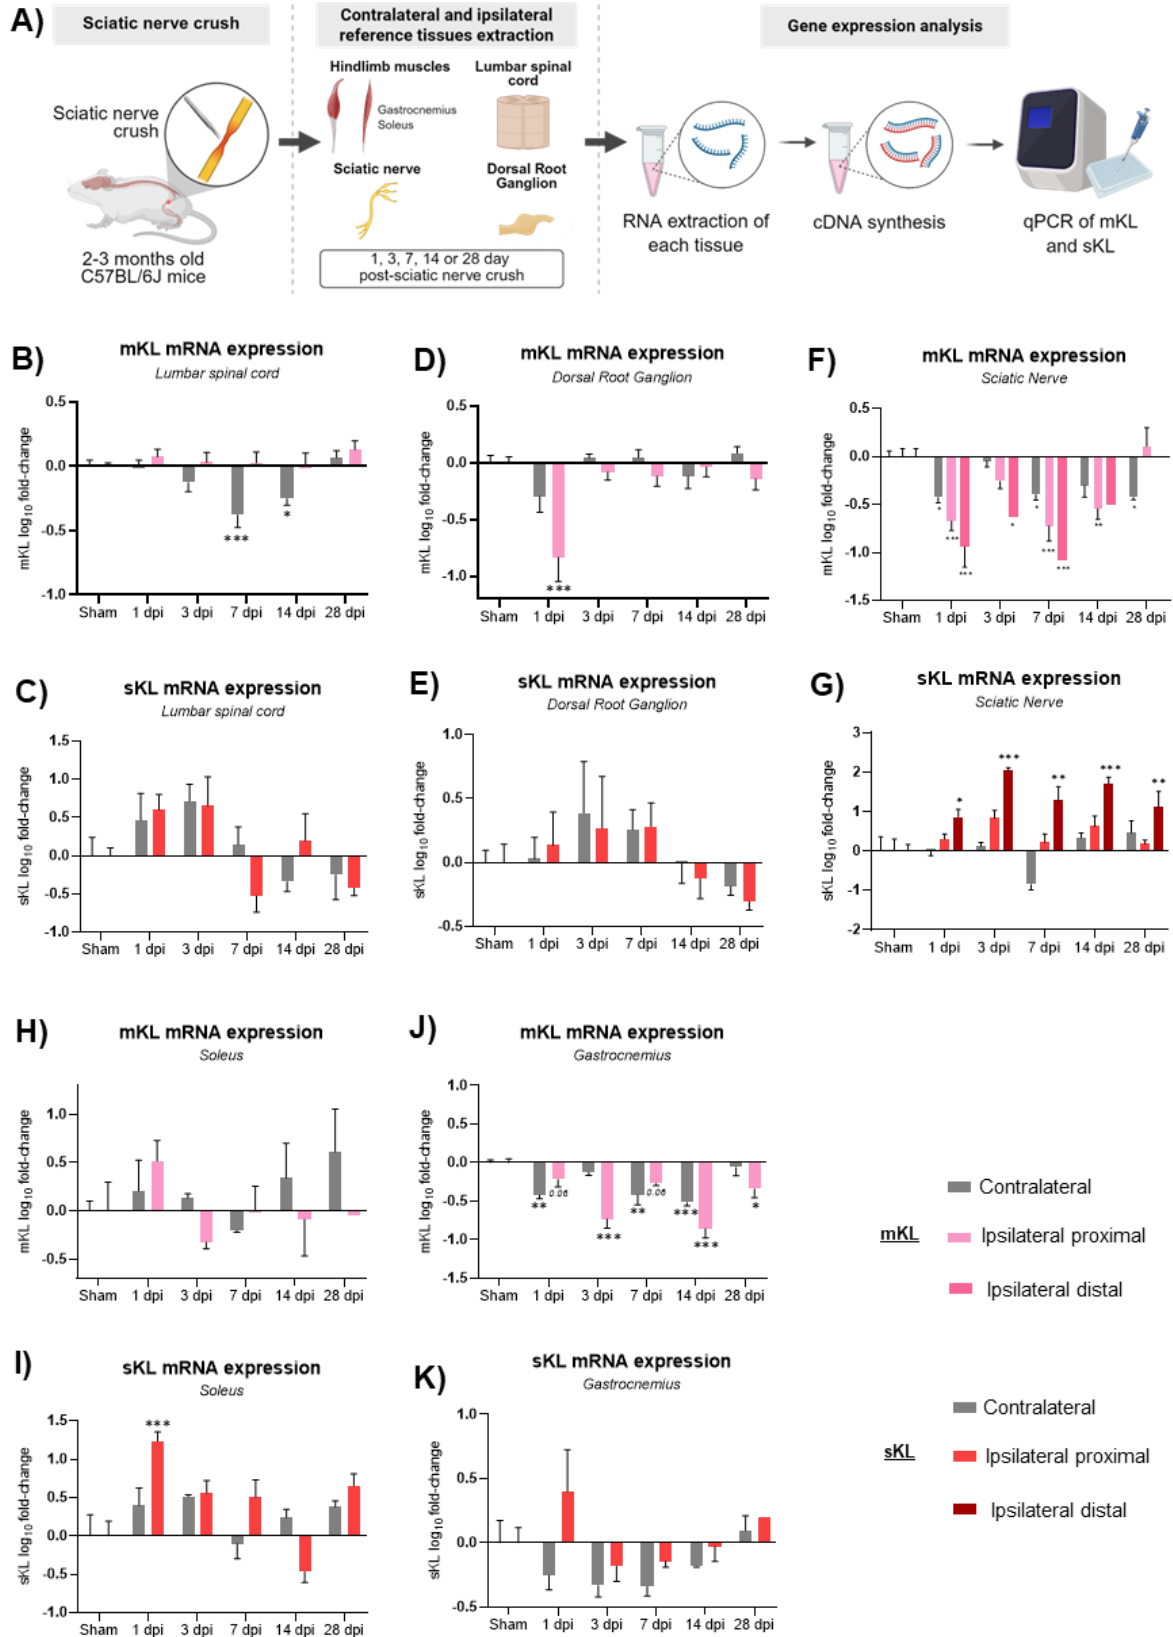 A)
Sciatic nerve crush
Contralateral and ipsilateral
reference tissues extraction
Gene expression analysis
Sciatic nerve
crush
2-3 months old
C57BL/6J mice
Hindlimb muscles
Gastrocnemius
Soleus
Lumbar spinal
cord
Sciatic nerve
Dorsal Root
Ganglion
1, 3, 7, 14 or 28 day
post-sciatic nerve crush
RNA extraction of
each tissue
cDNA synthesis
qPCR of mKL
and sKL
B)
mKL mRNA expression
Lumbar spinal cord
mKL log10 fold-change
0.5
0.0
-0.5
-1.0
***
*
Sham 1 dpi 3 dpi 7 dpi 14 dpi 28 dpi
D)
mKL mRNA expression
Dorsal Root Ganglion
mKL log10 fold-change
0.5
0.0
-0.5
-1.0
***
Sham 1 dpi 3 dpi 7 dpi 14 dpi 28 dpi
F)
mKL mRNA expression
Sciatic Nerve
mKL log10 fold-change
0.5
0.0
-0.5
-1.0
-1.5
*
***
***
*
*
***
***
**
*
Sham 1 dpi 3 dpi 7 dpi 14 dpi 28 dpi
C)
sKL mRNA expression
Lumbar spinal cord
sKL log10 fold-change
1.5
1.0
0.5
0.0
-0.5
-1.0
Sham 1 dpi 3 dpi 7 dpi 14 dpi 28 dpi
E)
sKL mRNA expression
Dorsal Root Ganglion
sKL log10 fold-change
1.0
0.5
0.0
-0.5
Sham 1 dpi 3 dpi 7 dpi 14 dpi 28 dpi
G)
sKL mRNA expression
Sciatic Nerve
sKL log10 fold-change
3
2
1
0
-1
-2
*
***
**
***
**
Sham 1 dpi 3 dpi 7 dpi 14 dpi 28 dpi
H)
mKL mRNA expression
Soleus
mKL log10 fold-change
1.0
0.5
0.0
-0.5
Sham 1 dpi 3 dpi 7 dpi 14 dpi 28 dpi
J)
mKL mRNA expression
Gastrocnemius
mKL log10 fold-change
1.0
0.5
0.0
-0.5
-1.0
-1.5
**
0.06
***
**
0.06
***
***
*
Sham 1 dpi 3 dpi 7 dpi 14 dpi 28 dpi
mKL
Contralateral
Ipsilateral proximal
Ipsilateral distal
I)
sKL mRNA expression
Soleus
sKL log10 fold-change
1.5
1.0
0.5
0.0
-0.5
-1.0
***
Sham 1 dpi 3 dpi 7 dpi 14 dpi 28 dpi
K)
sKL mRNA expression
Gastrocnemius
sKL log10 fold-change
1.0
0.5
0.0
-0.5
Sham 1 dpi 3 dpi 7 dpi 14 dpi 28 dpi
sKL
Contralateral
Ipsilateral proximal
Ipsilateral distal